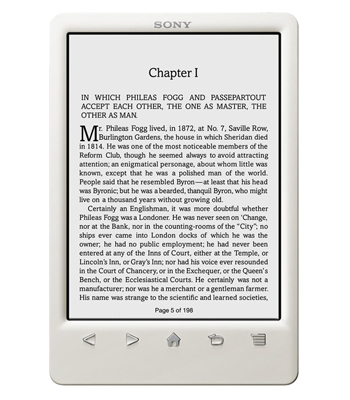 SONY
Chapter I
IN WHICH PHILEAS FOGG AND PASSEPARTOUT
ACCEPT EACH OTHER, THE ONE AS MASTER, THE
OTHER AS MAN.
Mr. Phileas Fogg lived, in 1872, at No. 7, Saville Row,
Burlington Gardens, the house in which Sheridan died
in 1814. He was one of the most noticeable members of the
Reform Club, though he seemed always to avoid attracting
attention; an enigmatical personage, about whom little was
known, except that he was a polished man of the world.
People said that he resembled Byron—at least that his head
was Byronic; but he was a bearded, tranquil Byron, who might
live on a thousand years without growing old.
Certainly an Englishman, it was more doubtful whether
Phileas Fogg was a Londoner. He was never seen on 'Change,
nor at the Bank, nor in the counting-rooms of the "City"; no
ships ever came into London docks of which he was the
owner; he had no public employment; he had never been
entered at any of the Inns of Court, either at the Temple, or
Lincoln's Inn, or Gray's Inn; nor had his voice ever resounded
in the Court of Chancery, or in the Exchequer, or the Queen's
Bench, or the Ecclesiastical Courts. He certainly was not a
manufacturer; nor was he a merchant or a gentleman farmer.
His name was strange to the scientific and learned societies,
Page 5 of 198